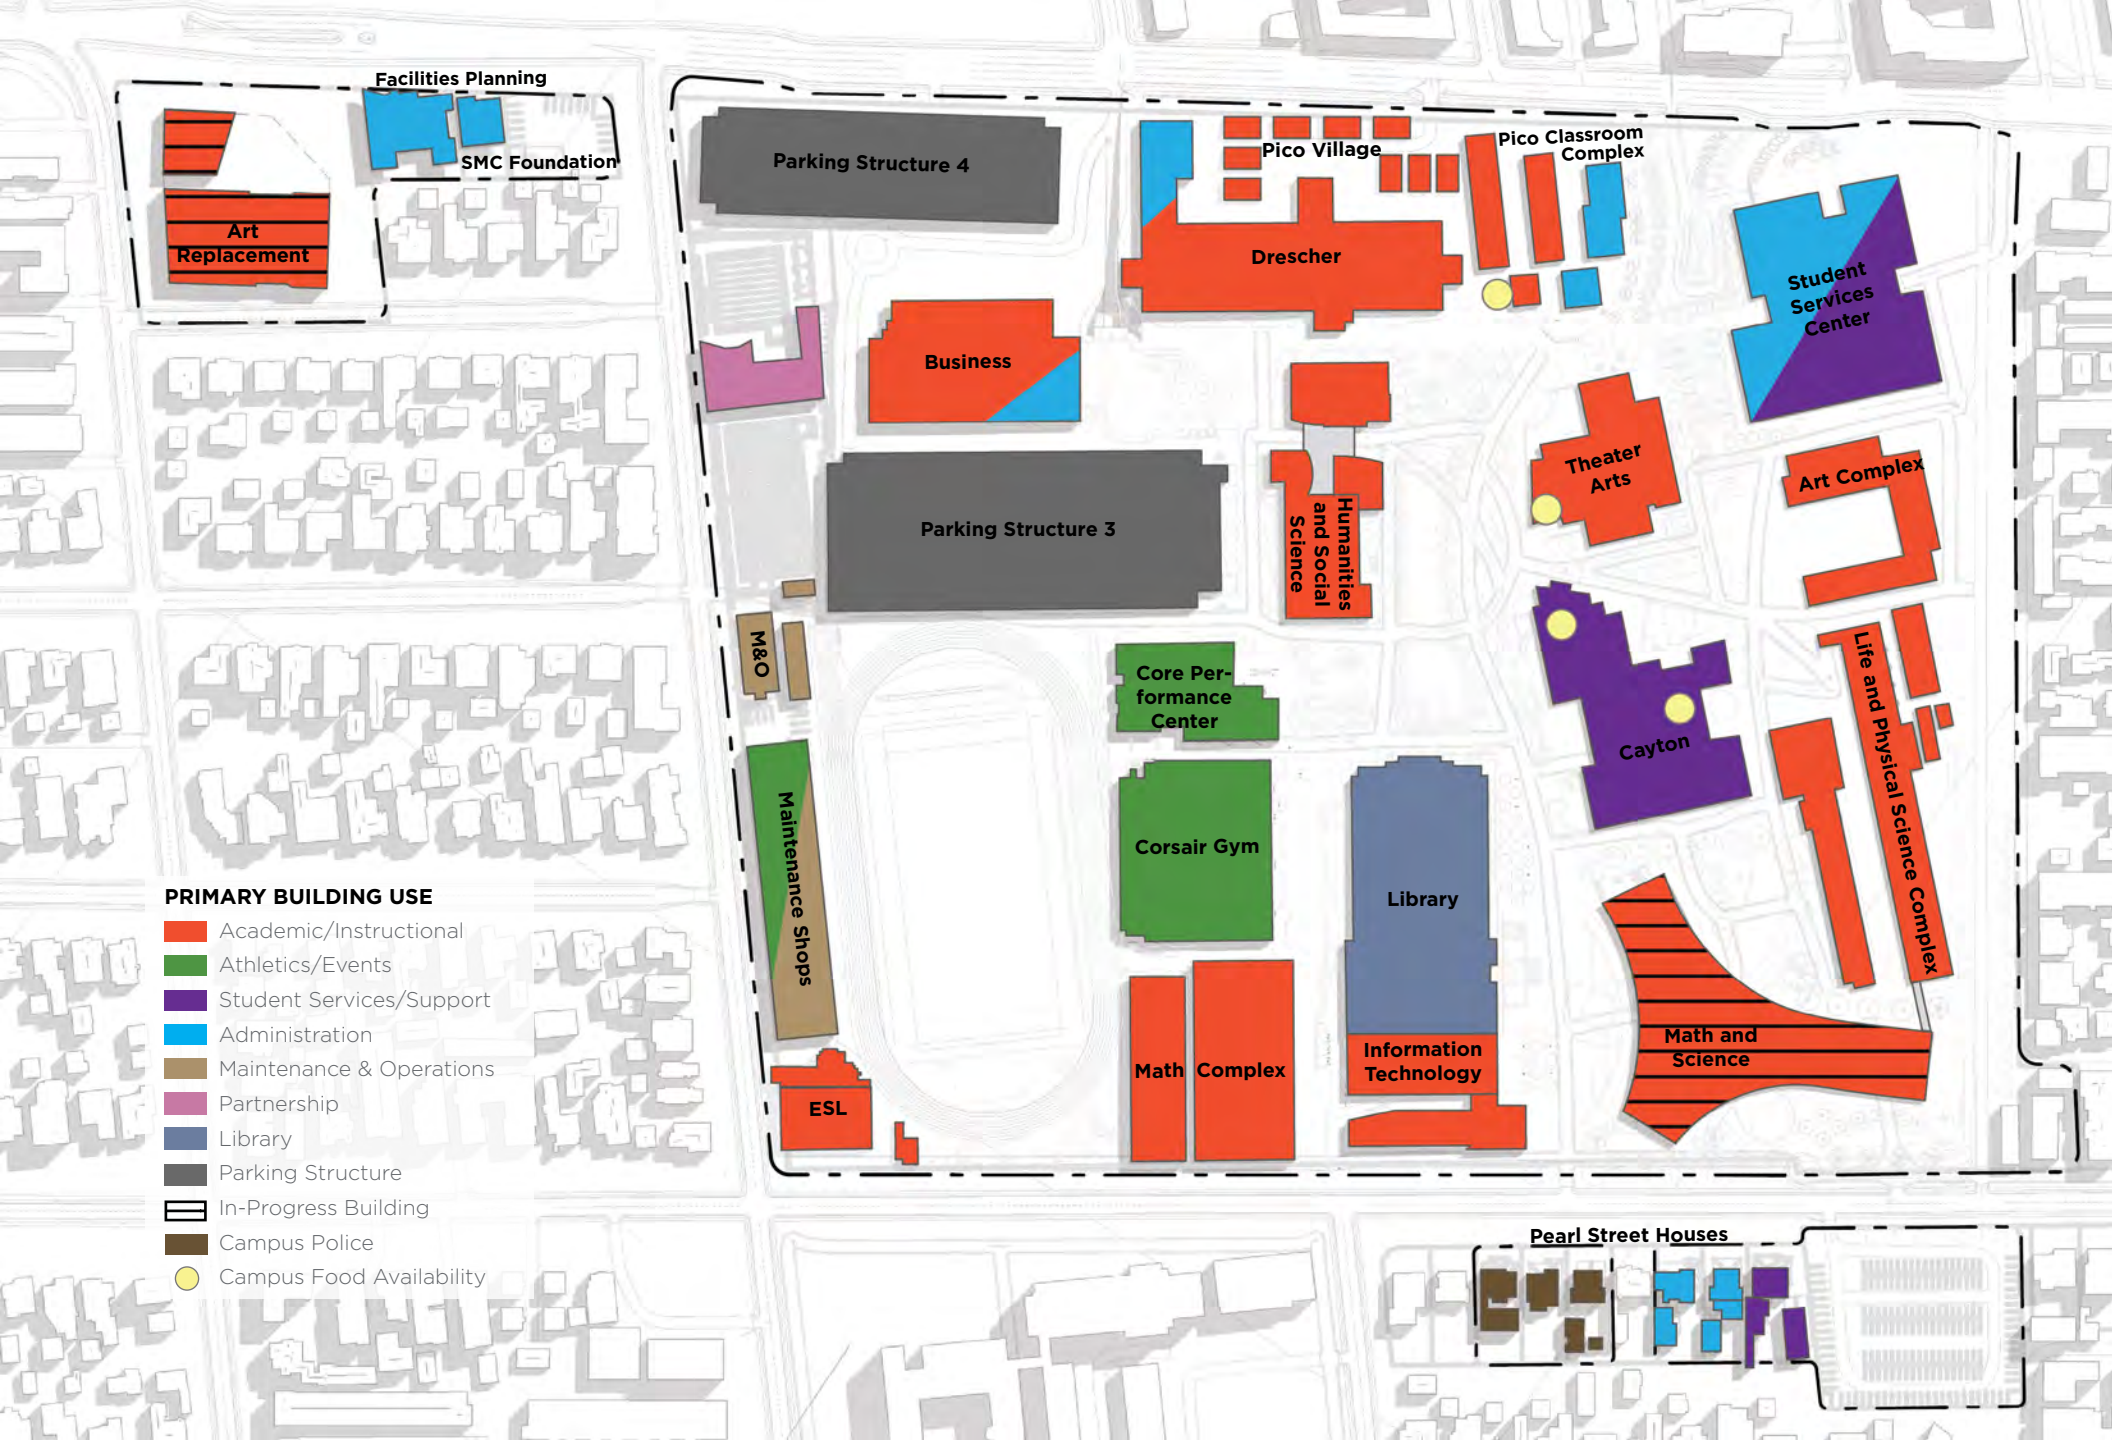 Facilities Planning
SMC Foundation
Art
Replacement
Parking Structure 4
Pico Village
Pico Classroom
Complex
Drescher
Student
Services
Center
Business
Theater
Arts
Art Complex
Parking Structure 3
Humanities
and Social
Science
M&O
Core Per-
formance
Center
Cayton
Life and Physical Science Complex
Maintenance Shops
Corsair Gym
Library
Math and
Science
Information
Technology
Math Complex
ESL
PRIMARY BUILDING USE
Academic/Instructional
Athletics/Events
Student Services/Support
Administration
Maintenance & Operations
Partnership
Library
Parking Structure
In-Progress Building
Campus Police
Campus Food Availability
Pearl Street Houses